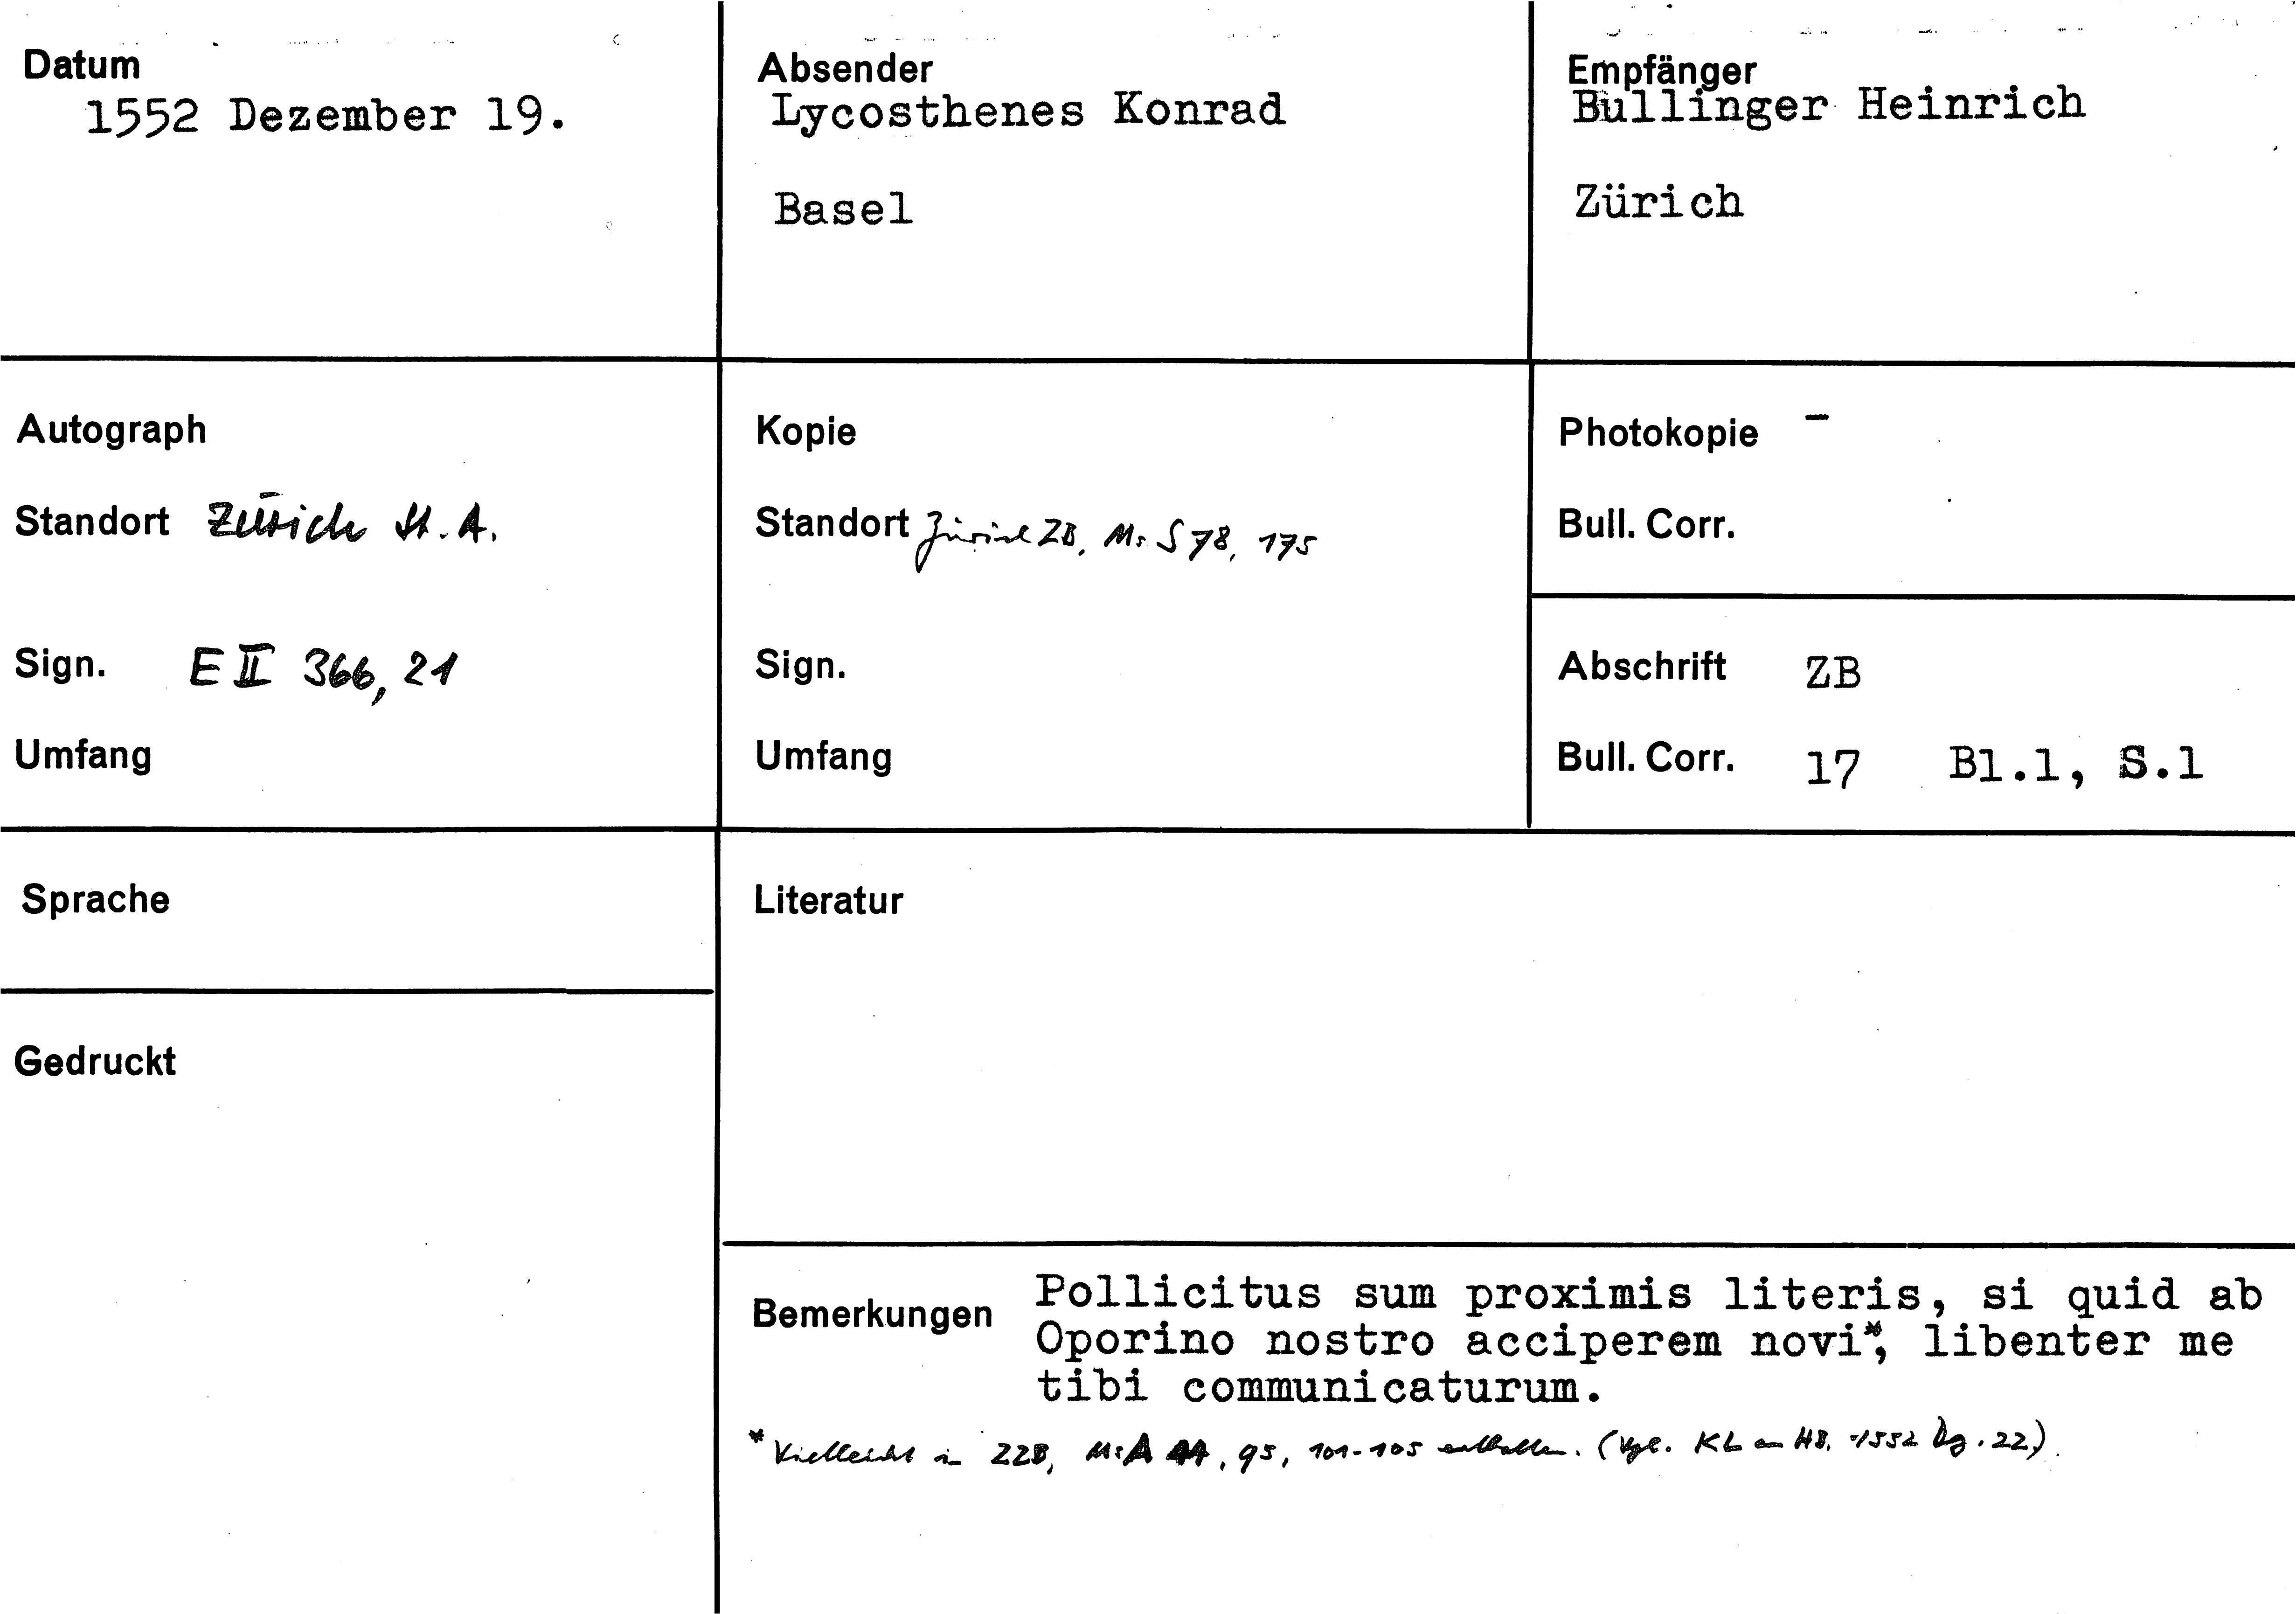 Datum
1552 Dezember 19.
Absender
Lycosthenes Konrad
Basel
Empfänger
Bullinger Heinrich
Zürich
Autograph
Standort Zürich St. A.
Sign. E II 366, 21
Umfang
Kopie
Standort Zürich ZB, Ms S 78, 175
Sign.
Umfang
Photokopie –
Bull. Corr.
Abschrift ZB
Bull. Corr. 17 Bl.1, S.1
Sprache
Gedruckt
Literatur
Bemerkungen Pollicitus sum proximis literis, si quid ab
Oporino nostro acciperem novi*, libenter me
tibi communicaturum.
* Vielleicht in ZZB, Ms A 44, 95, 101-105 enthalten. (Vgl. KL an HB, 1552 Dz. 22).